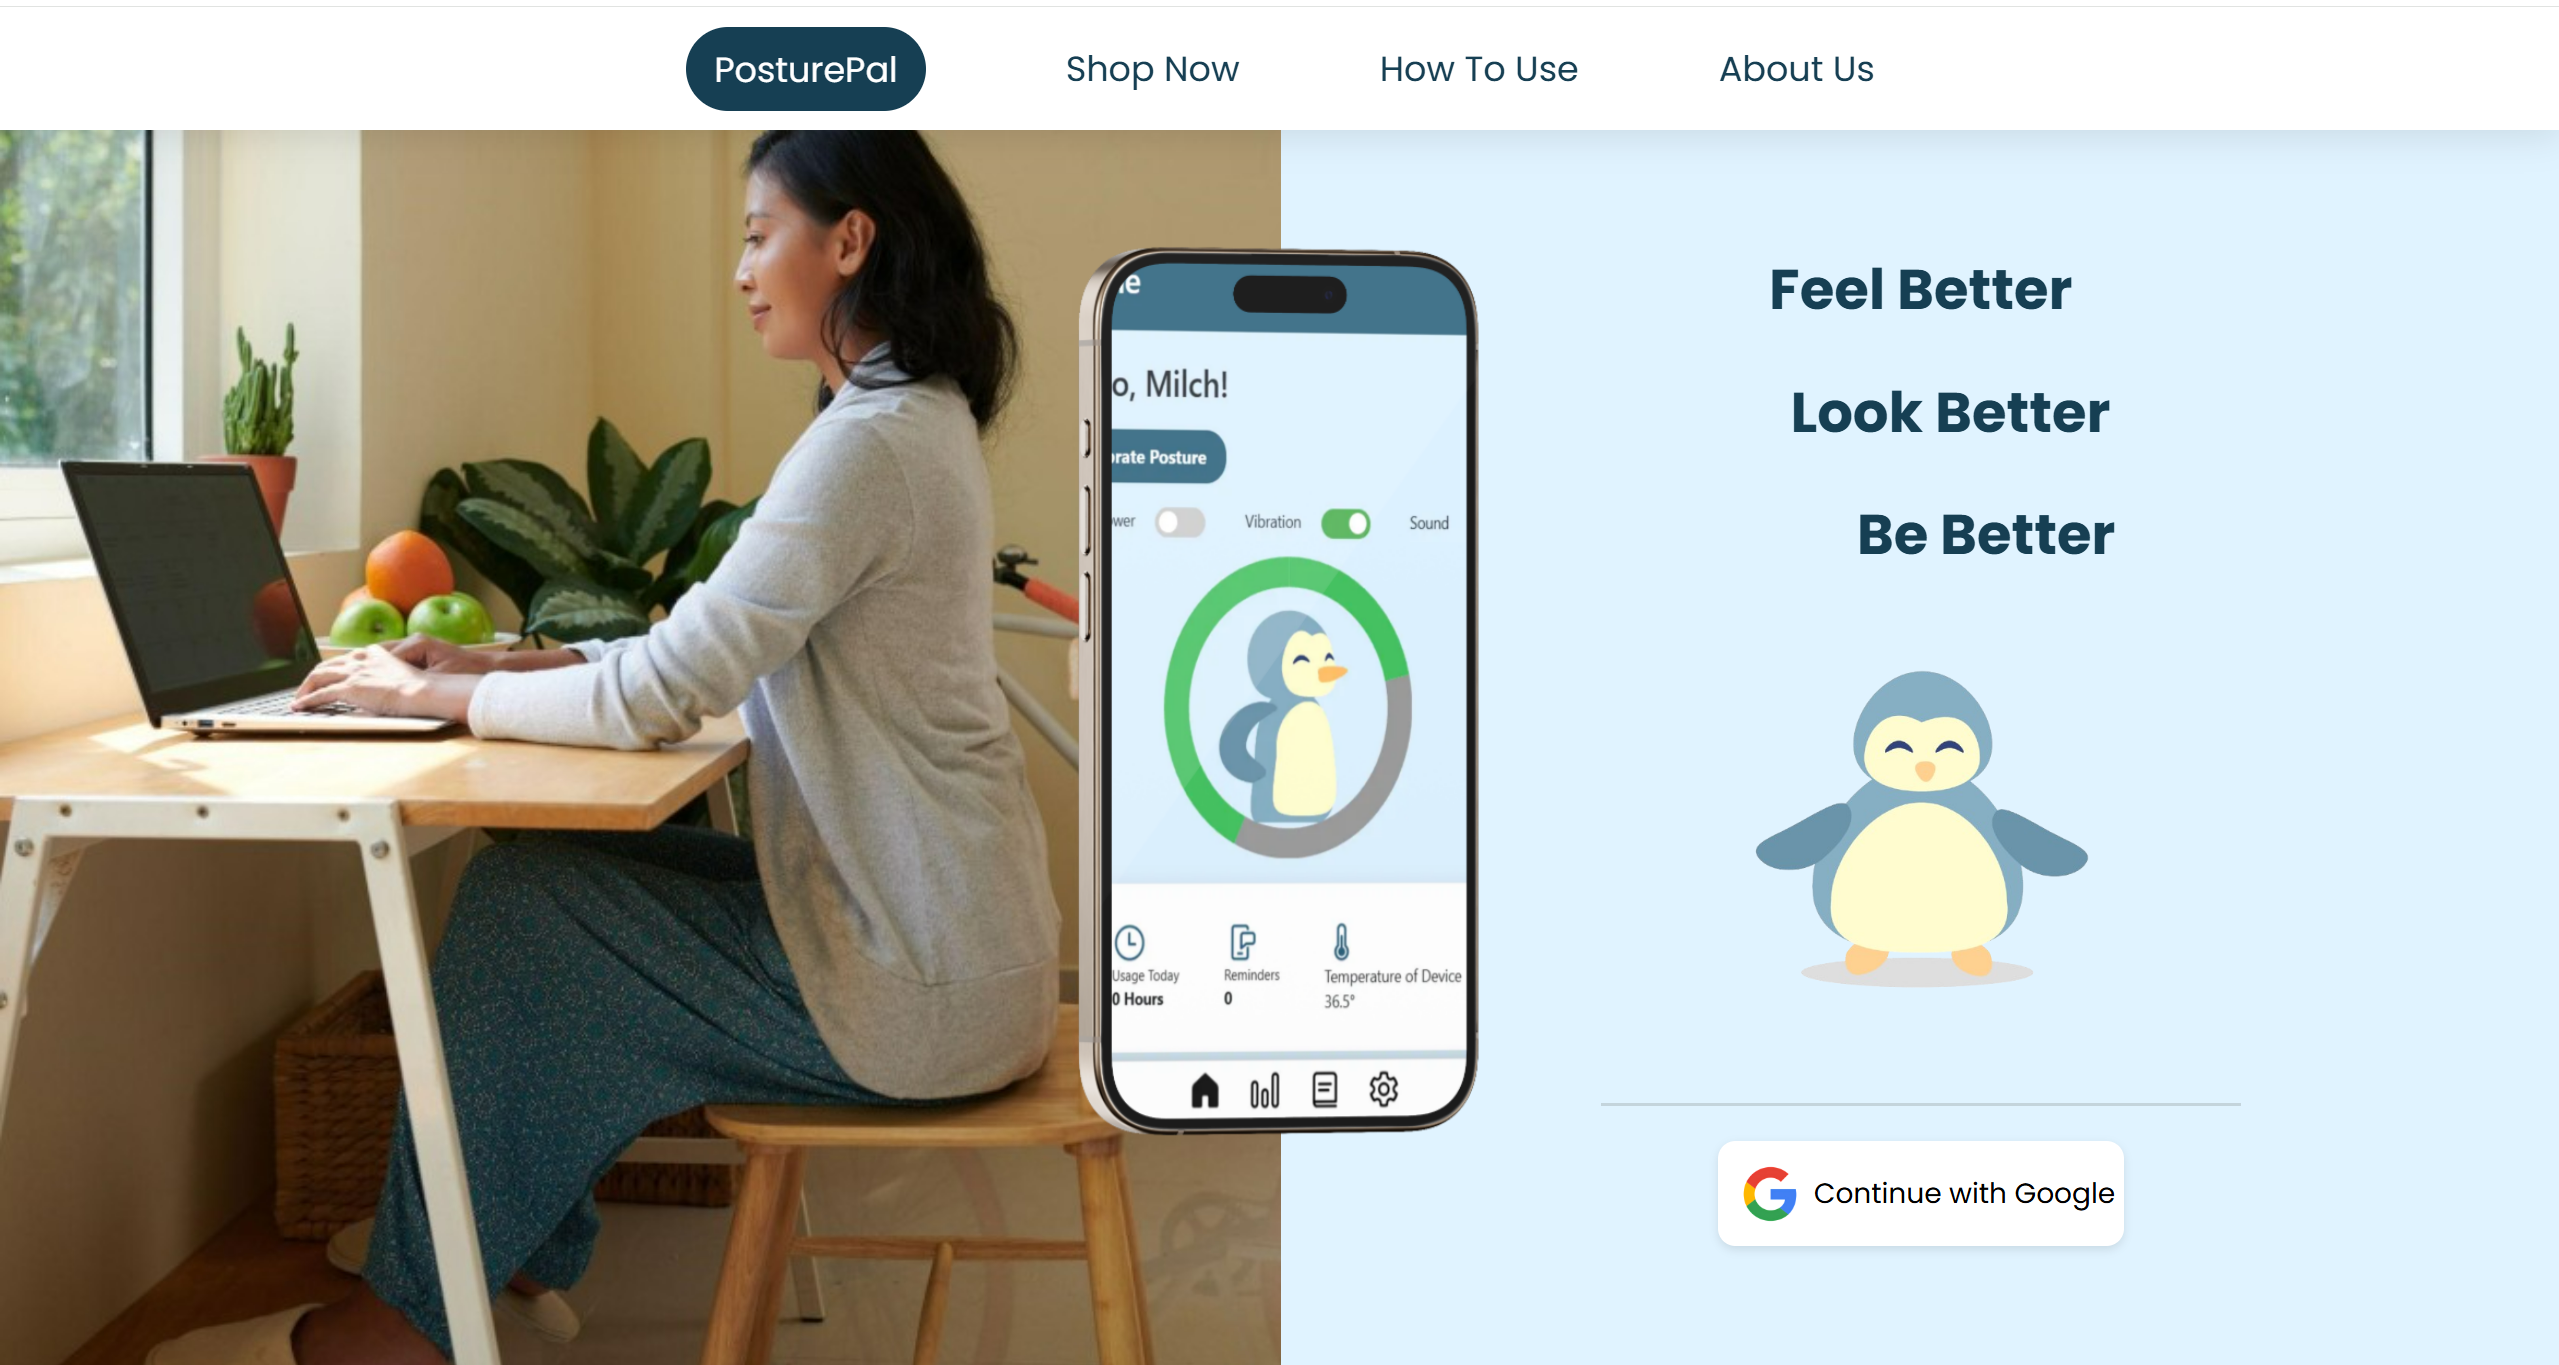 PosturePal
Shop Now
How To Use
About Us
Feel Better
Look Better
Be Better
o, Milch!
rate Posture
wer
Vibration
Sound
Usage Today
Reminders
Temperature of Device
0 Hours
0
36.5°
Continue with Google